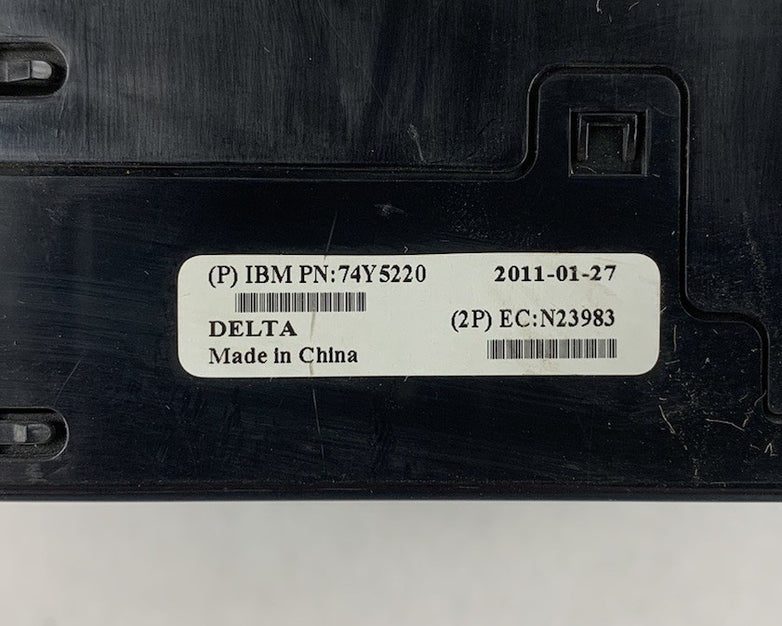 (P) IBM PN:74Y5220 2011-01-27
(2P) EC:N23983
DELTA
Made in China